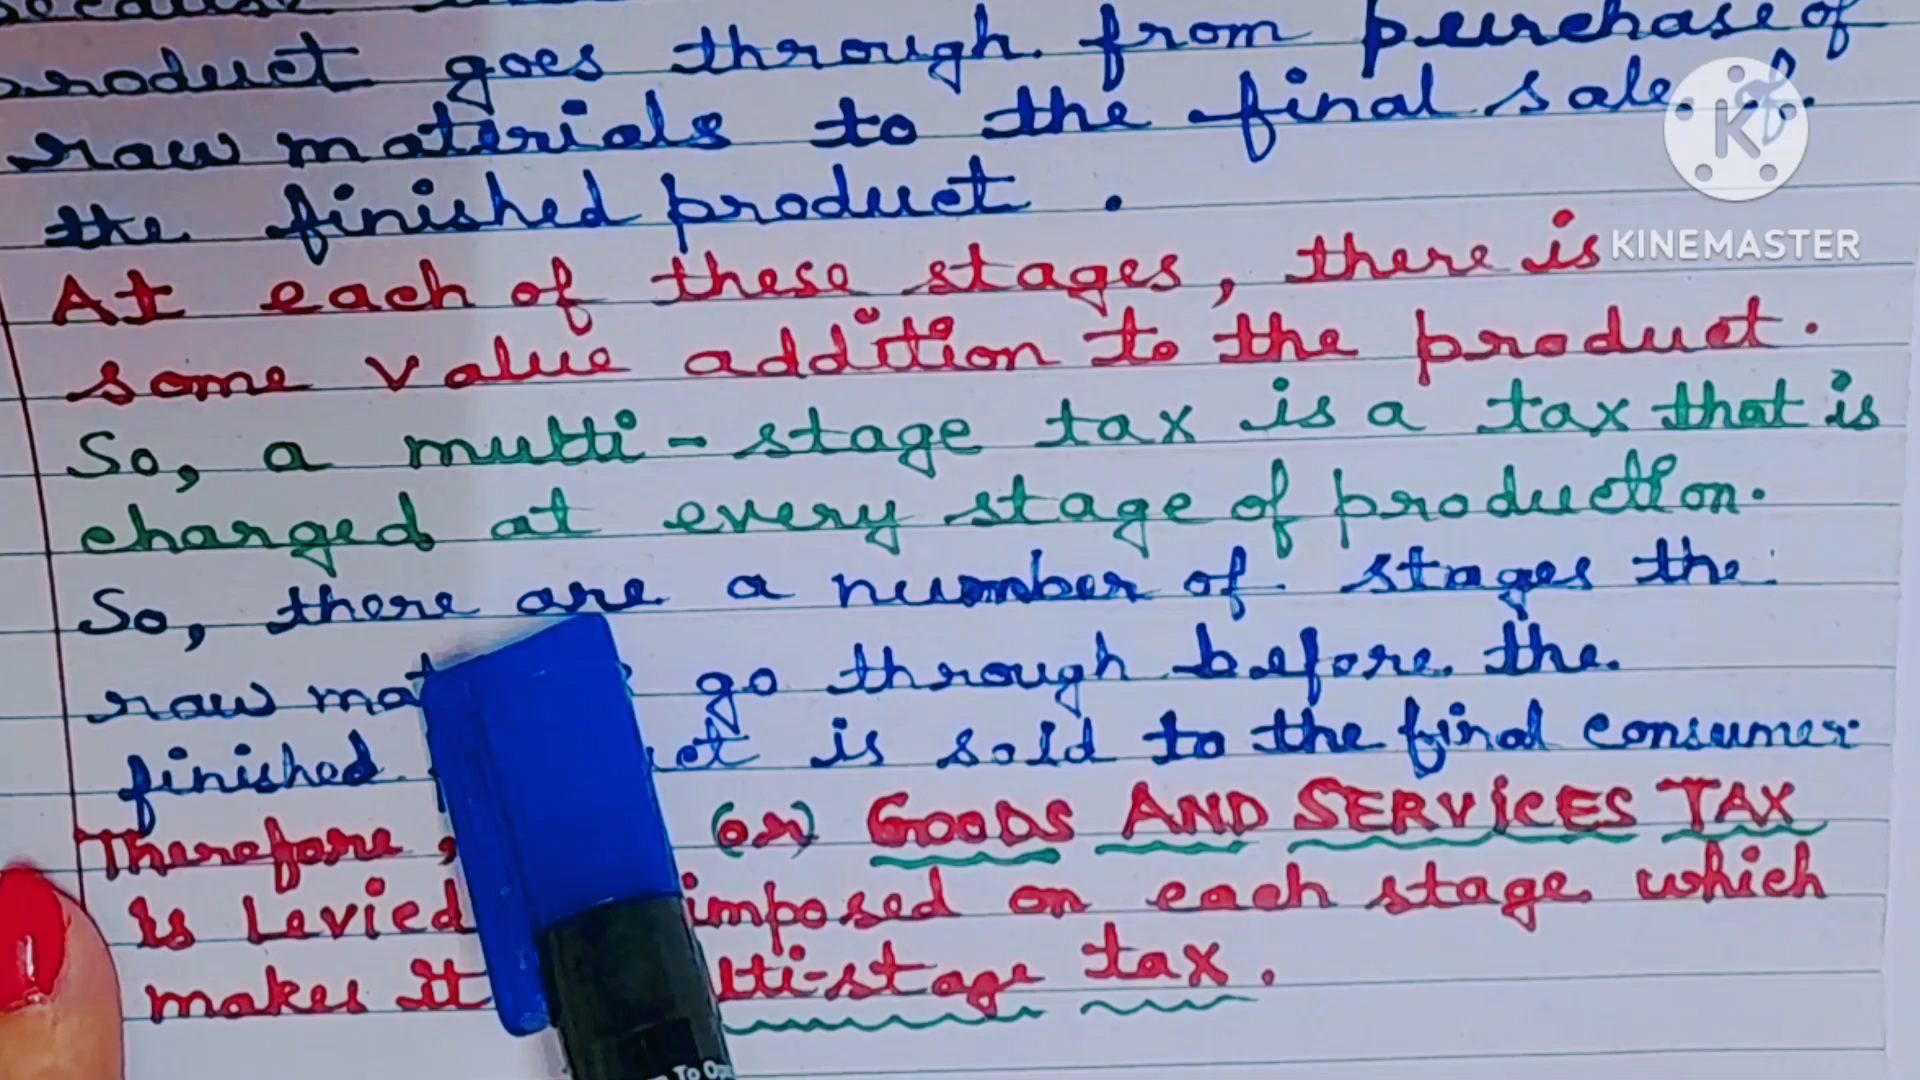 because
product goes through from purchase of
raw materials to the final sale of
the finished product.
At each of these stages, there is
some value addition to the product.
So, a multi-stage tax is a tax that is
charged at every stage of production.
So, there are a number of stages the
raw go through before the
finished is sold to the final consumer
Therefore, (or) GOODS AND SERVICES TAX
is Levied imposed on each stage which
makes it lti-stage tax.
K
KINEMASTER
To Op